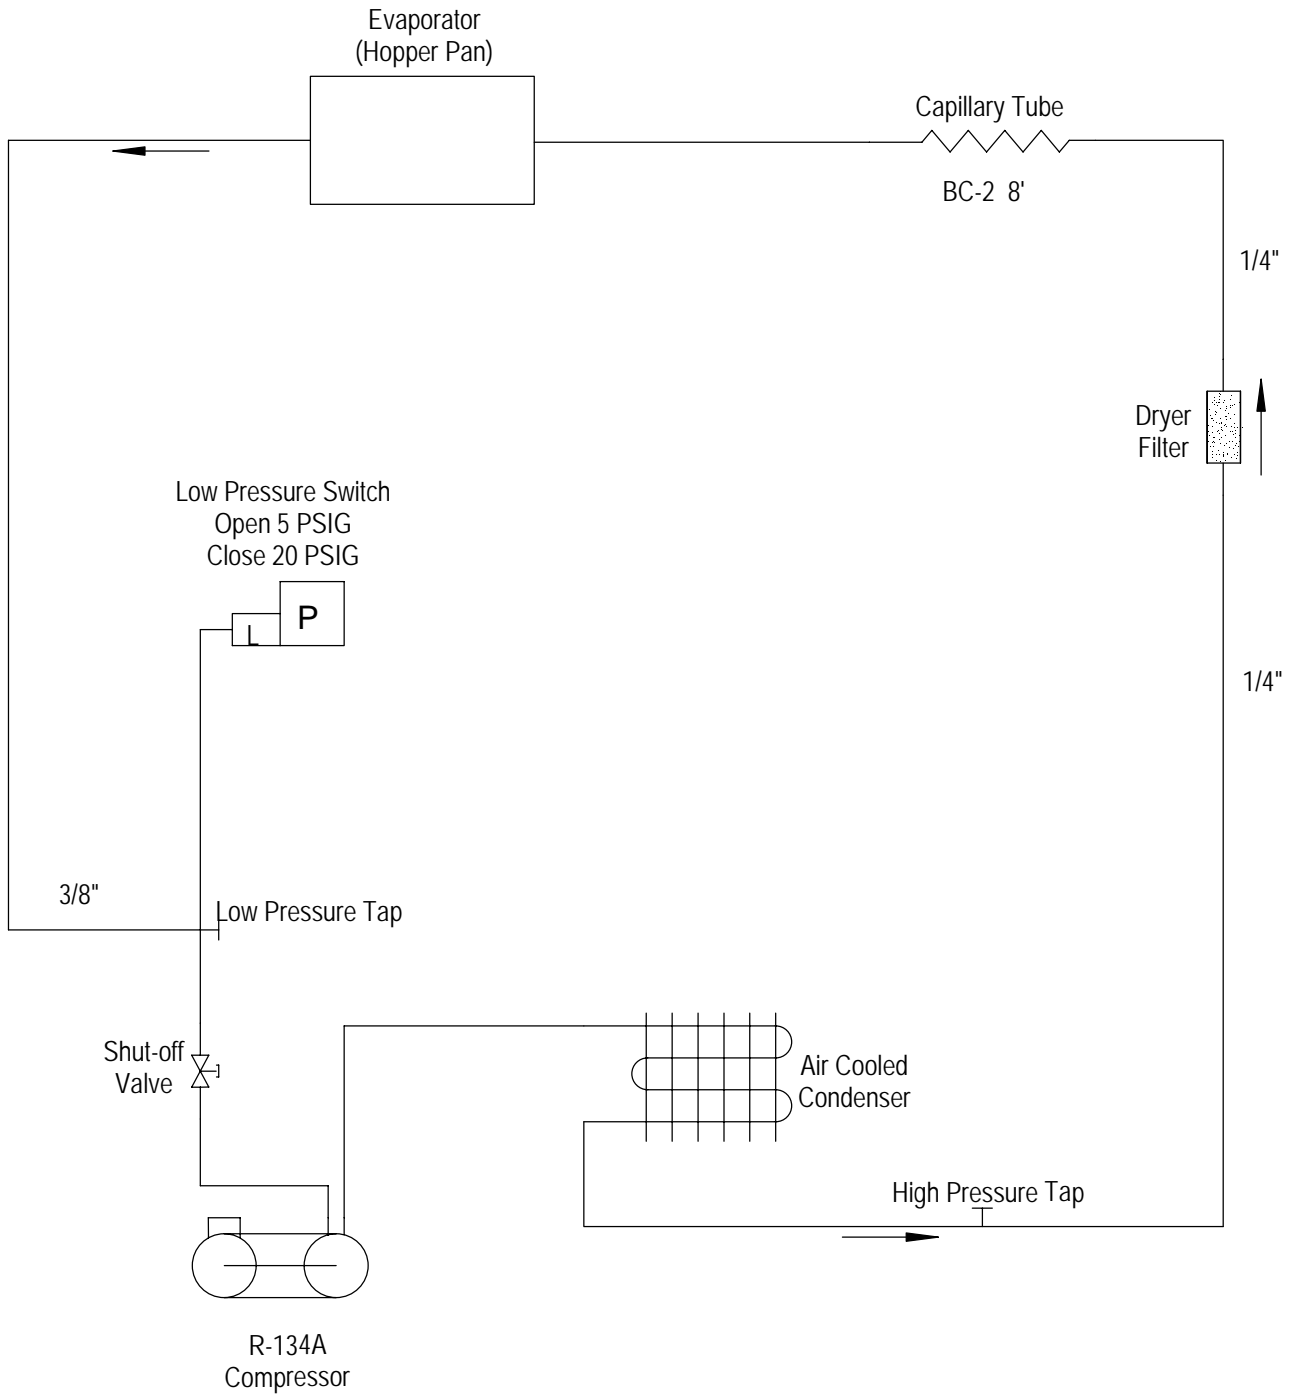 Evaporator
(Hopper Pan)
Capillary Tube
BC-2 8'
1/4"
Dryer
Filter
Low Pressure Switch
Open 5 PSIG
Close 20 PSIG
P
L
1/4"
3/8"
Low Pressure Tap
Shut-off
Valve
Air Cooled
Condenser
High Pressure Tap
R-134A
Compressor